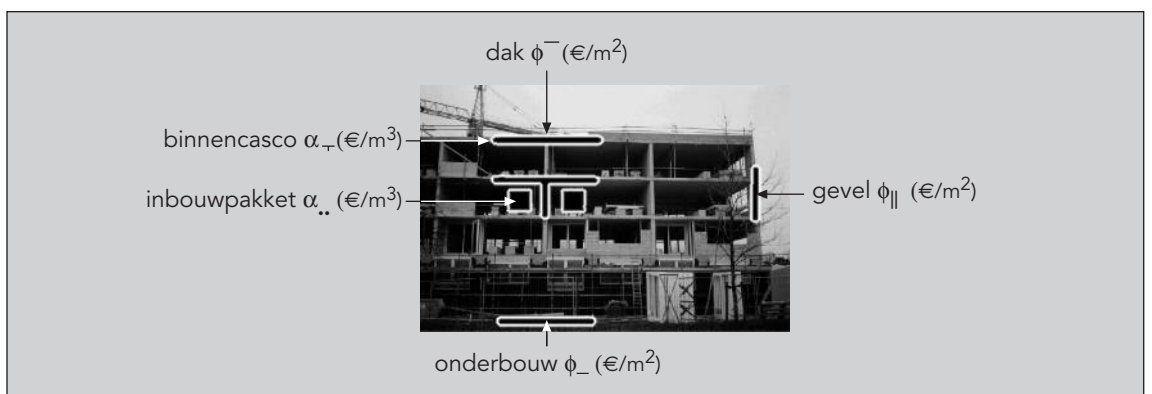 dak ϕ¯ (€/m²)
binnencasco α₊(€/m³)
inbouwpakket α.. (€/m³)
gevel ϕ|| (€/m²)
onderbouw ϕ_ (€/m²)